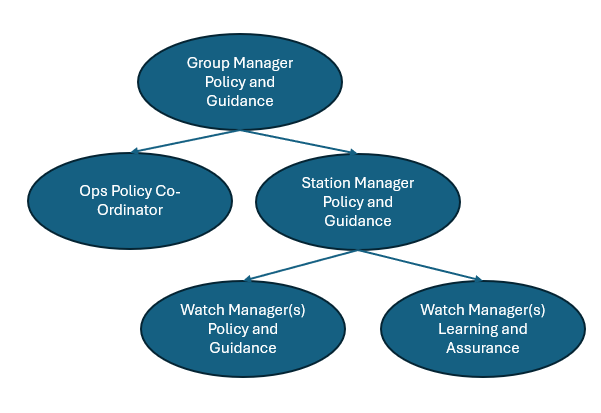 Group Manager
Policy and
Guidance
Ops Policy Co-
Ordinator
Station Manager
Policy and
Guidance
Watch Manager(s)
Policy and
Guidance
Watch Manager(s)
Learning and
Assurance